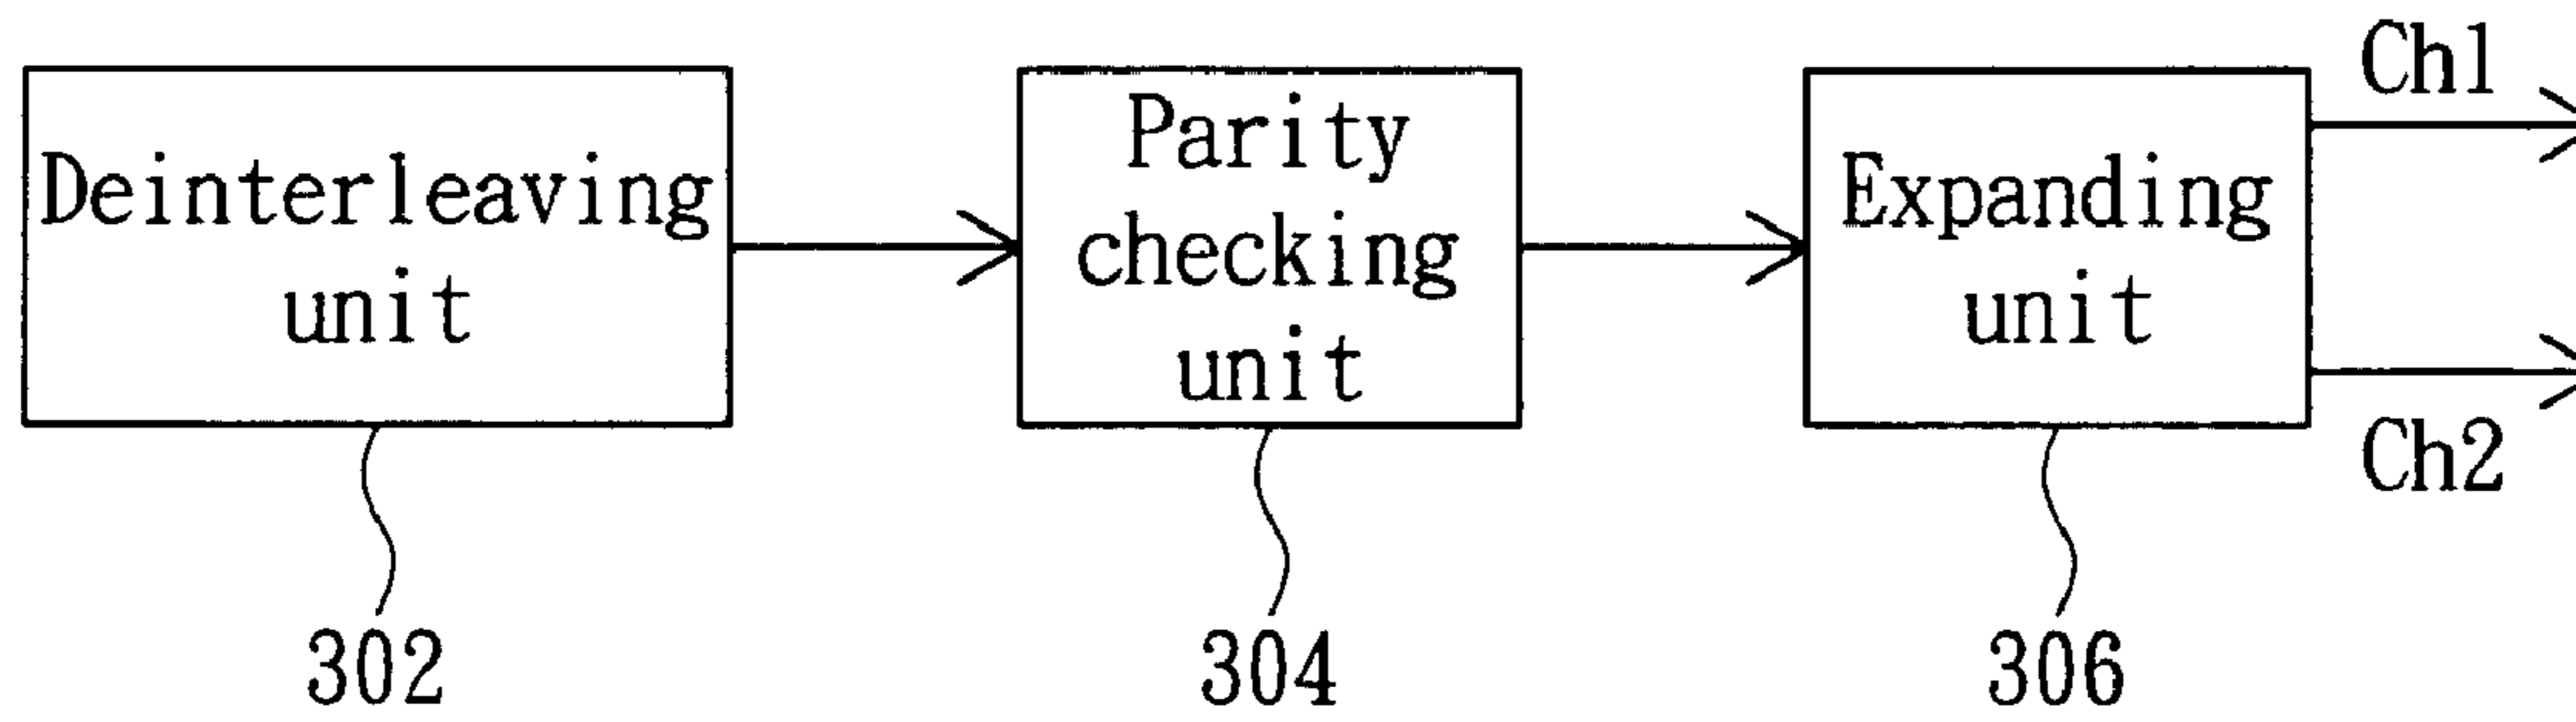 Deinterleaving
unit
Parity
checking
unit
Expanding
unit
Ch1
Ch2
302
304
306